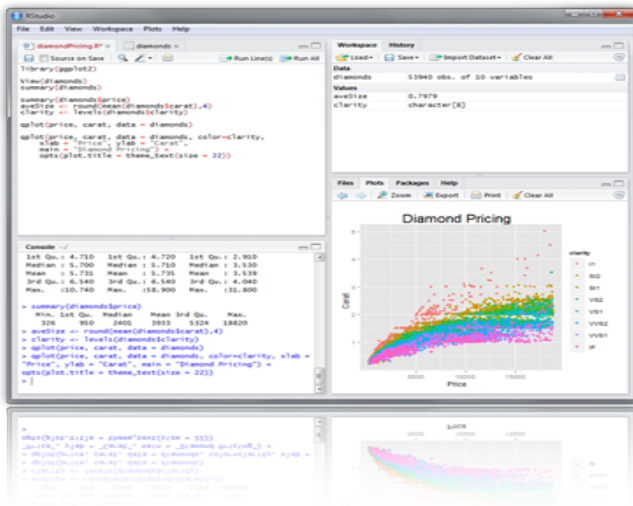 RStudio
File Edit View Workspace Plots Help
diamondPricing.R* diamonds
Source on Save Run Line(s) Run All
library(ggplot2)
View(diamonds)
summary(diamonds)
summary(diamonds$price)
aveSize <- round(mean(diamonds$carat),4)
clarity <- levels(diamonds$clarity)
qplot(price, carat, data = diamonds)
qplot(price, carat, data = diamonds, color=clarity,
xlab = "Price", ylab = "Carat",
main = "Diamond Pricing") +
opts(plot.title = theme_text(size = 22))
Console ~/
1st Qu.: 4.710 1st Qu.: 4.720 1st Qu.: 2.910
Median : 5.700 Median : 5.710 Median : 3.530
Mean : 5.731 Mean : 5.735 Mean : 3.539
3rd Qu.: 6.540 3rd Qu.: 6.540 3rd Qu.: 4.040
Max. :10.740 Max. :58.900 Max. :31.800
> summary(diamonds$price)
Min. 1st Qu. Median Mean 3rd Qu. Max.
326 950 2401 3933 5324 18820
> aveSize <- round(mean(diamonds$carat),4)
> clarity <- levels(diamonds$clarity)
> qplot(price, carat, data = diamonds)
> qplot(price, carat, data = diamonds, color=clarity, xlab =
"Price", ylab = "Carat", main = "Diamond Pricing") +
opts(plot.title = theme_text(size = 22))
>
Workspace History
Load Save Import Dataset Clear All
Data
diamonds 53940 obs. of 10 variables
Values
aveSize 0.7979
clarity character[8]
Files Plots Packages Help
Zoom Export Print Clear All
Diamond Pricing
Carat
5
4
3
2
1
5000 10000 15000
Price
clarity
I1
SI2
SI1
VS2
VS1
VVS2
VVS1
IF